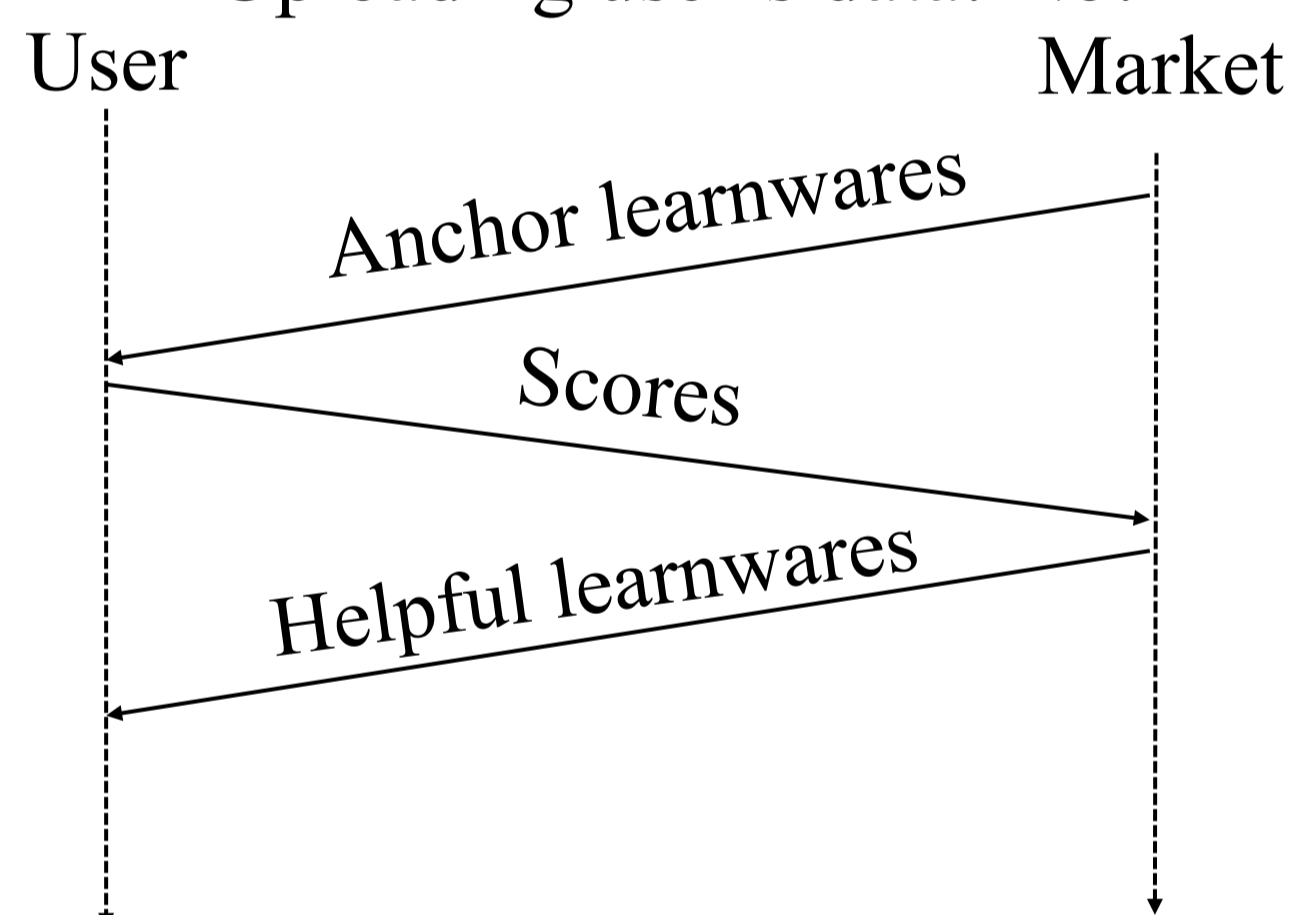 User
Market
Anchor learnwares
Scores
Helpful learnwares